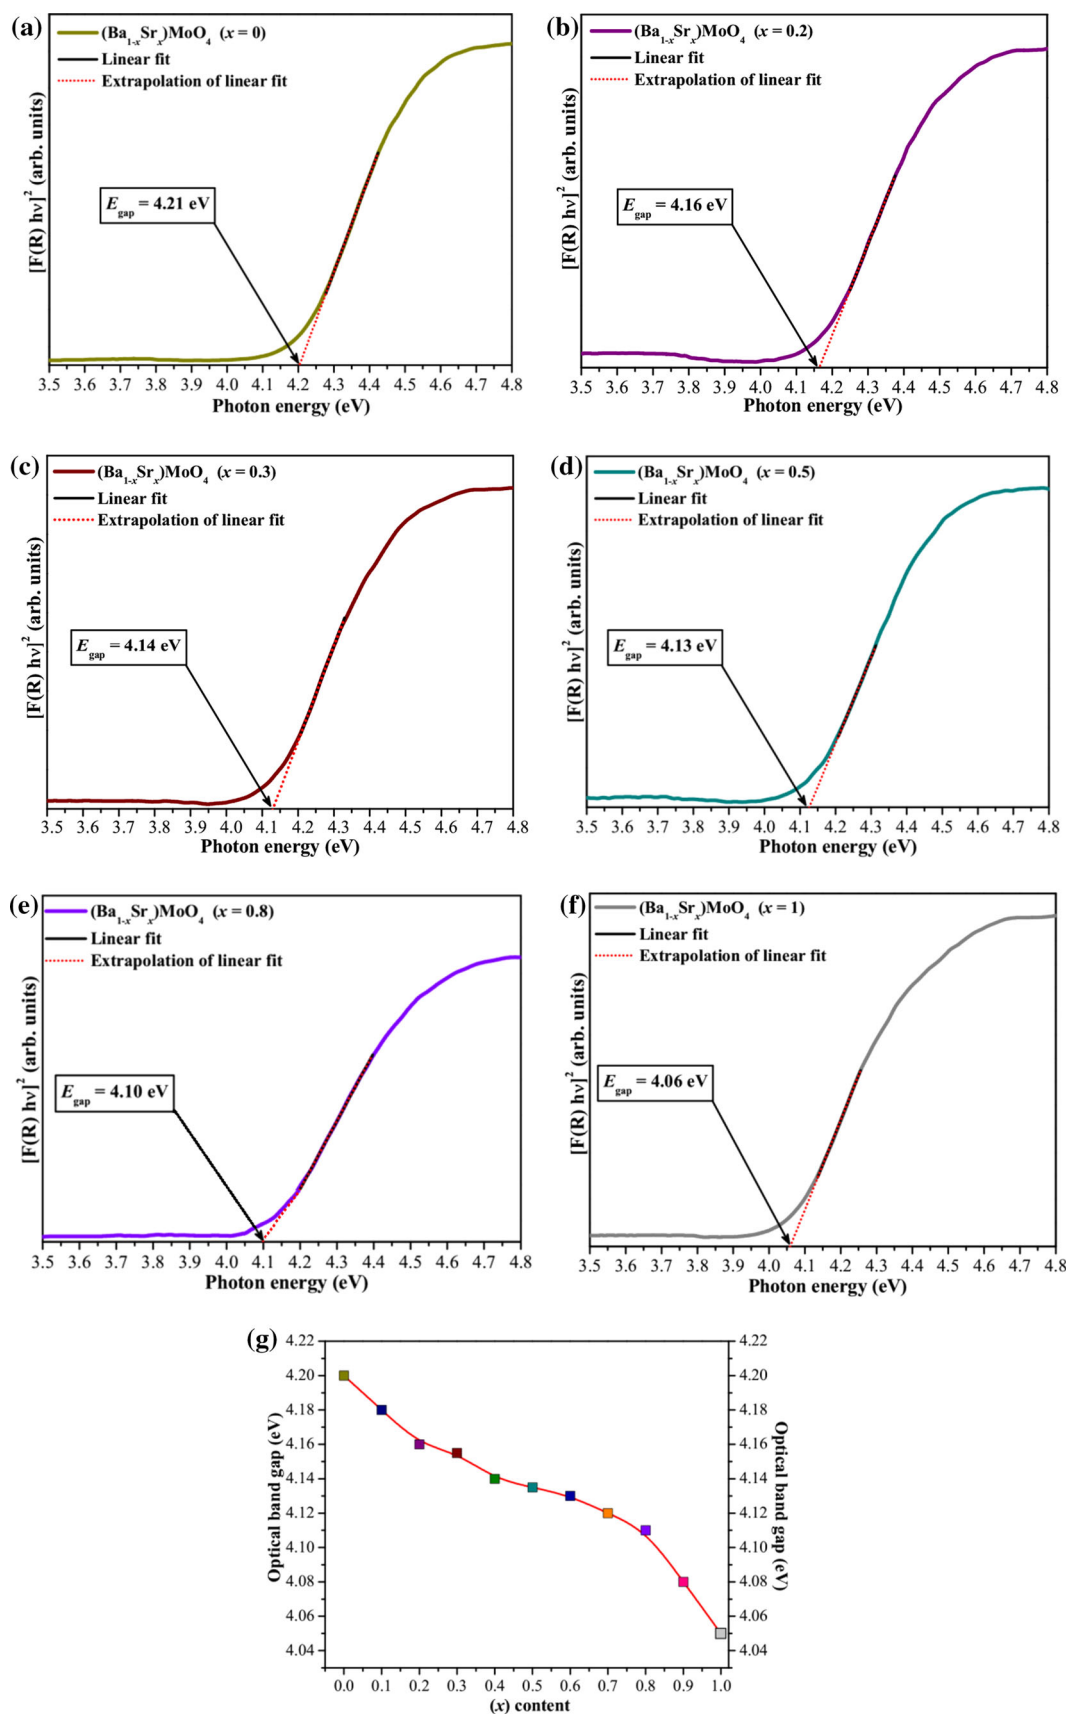 (a)
(Ba1-xSrx)MoO4 (x = 0)
Linear fit
Extrapolation of linear fit
Egap = 4.21 eV
[F(R) hν]2 (arb. units)
3.5 3.6 3.7 3.8 3.9 4.0 4.1 4.2 4.3 4.4 4.5 4.6 4.7 4.8
Photon energy (eV)
(b)
(Ba1-xSrx)MoO4 (x = 0.2)
Linear fit
Extrapolation of linear fit
Egap = 4.16 eV
[F(R) hν]2 (arb. units)
3.5 3.6 3.7 3.8 3.9 4.0 4.1 4.2 4.3 4.4 4.5 4.6 4.7 4.8
Photon energy (eV)
(c)
(Ba1-xSrx)MoO4 (x = 0.3)
Linear fit
Extrapolation of linear fit
Egap = 4.14 eV
[F(R) hν]2 (arb. units)
3.5 3.6 3.7 3.8 3.9 4.0 4.1 4.2 4.3 4.4 4.5 4.6 4.7 4.8
Photon energy (eV)
(d)
(Ba1-xSrx)MoO4 (x = 0.5)
Linear fit
Extrapolation of linear fit
Egap = 4.13 eV
[F(R) hν]2 (arb. units)
3.5 3.6 3.7 3.8 3.9 4.0 4.1 4.2 4.3 4.4 4.5 4.6 4.7 4.8
Photon energy (eV)
(e)
(Ba1-xSrx)MoO4 (x = 0.8)
Linear fit
Extrapolation of linear fit
Egap = 4.10 eV
[F(R) hν]2 (arb. units)
3.5 3.6 3.7 3.8 3.9 4.0 4.1 4.2 4.3 4.4 4.5 4.6 4.7 4.8
Photon energy (eV)
(f)
(Ba1-xSrx)MoO4 (x = 1)
Linear fit
Extrapolation of linear fit
Egap = 4.06 eV
[F(R) hν]2 (arb. units)
3.5 3.6 3.7 3.8 3.9 4.0 4.1 4.2 4.3 4.4 4.5 4.6 4.7 4.8
Photon energy (eV)
(g)
Optical band gap (eV)
4.22 4.22
4.20 4.20
4.18 4.18
4.16 4.16
4.14 4.14
4.12 4.12
4.10 4.10
4.08 4.08
4.06 4.06
4.04 4.04
Optical band gap (eV)
0.0 0.1 0.2 0.3 0.4 0.5 0.6 0.7 0.8 0.9 1.0
(x) content